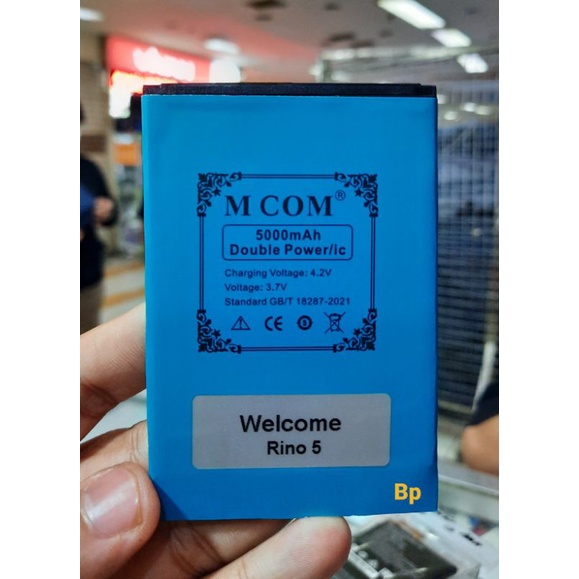 M COM®
5000mAh
Double Power/ic
Charging Voltage: 4.2V
Voltage: 3.7V
Standard GB/T 18287-2021
CE
Welcome
Rino 5
Bp